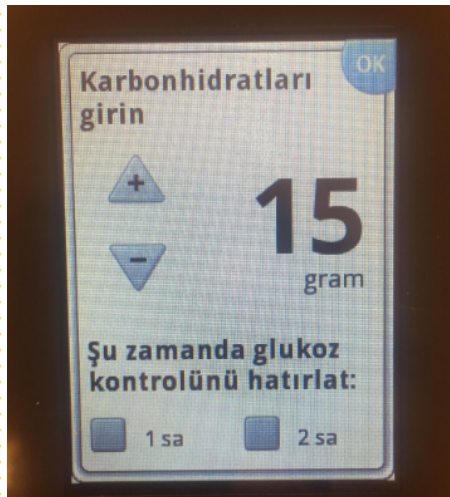 OK
Karbonhidratları
girin
+
15
-
gram
Şu zamanda glukoz
kontrolünü hatırlat:
1 sa 2 sa